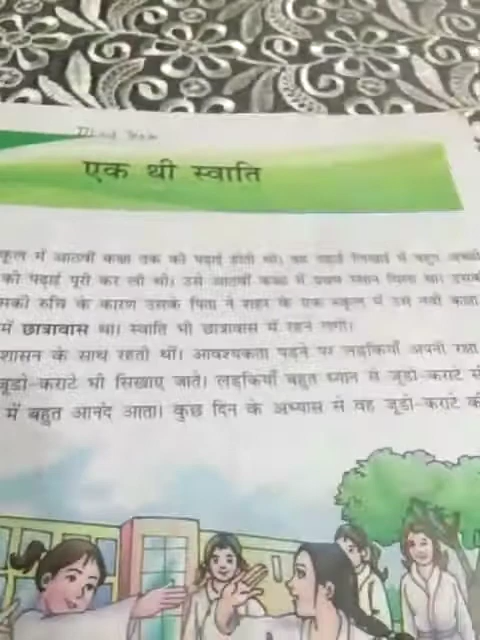 एक थी स्वाति
कूल में आठवीं कक्षा तक की पढ़ाई होती थी। वह पढ़ाई लिखाई में बहुत अच्छी
की पढ़ाई पूरी कर ली थी। उसे आठवीं कक्षा में प्रथम स्थान मिला था। उसक
सकी रुचि के कारण उसके पिता ने शहर के एक स्कूल में उसे नवीं कक्षा
में छात्रावास था। स्वाति भी छात्रावास में रहने लगी।
शासन के साथ रहती थीं। आवश्यकता पड़ने पर लड़कियाँ अपनी रक्षा
जूडो-कराटे भी सिखाए जाते। लड़कियाँ बहुत ध्यान से जूडो-कराटे सी
में बहुत आनंद आता। कुछ दिन के अभ्यास से वह जूडो-कराटे की